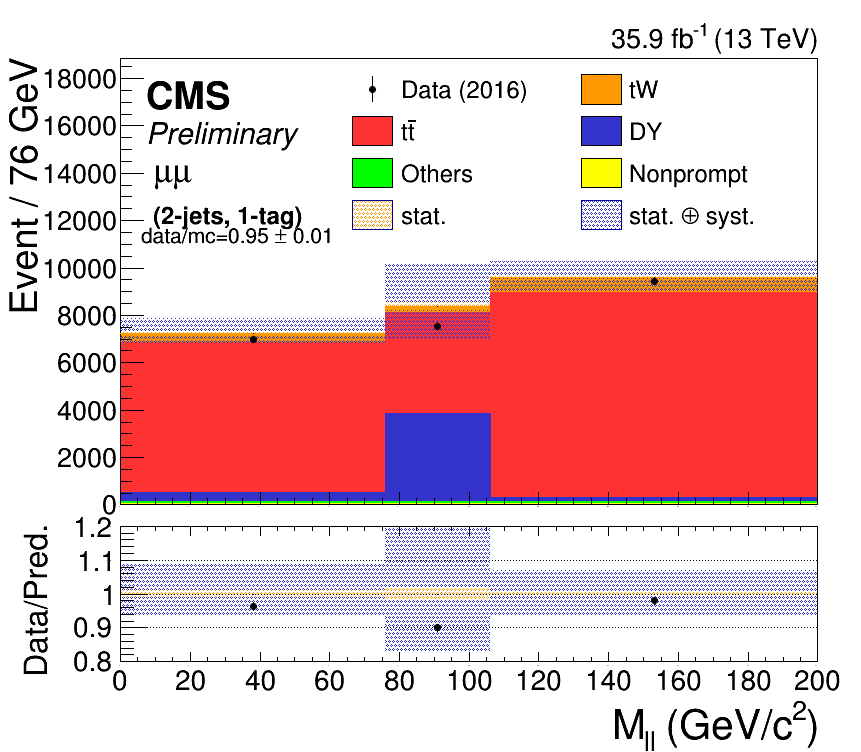 35.9 fb⁻¹ (13 TeV)
Event / 76 GeV
18000
16000
14000
12000
10000
8000
6000
4000
2000
0
CMS
Preliminary
μμ
(2-jets, 1-tag)
data/mc=0.95 ± 0.01
Data (2016)
tW
tt̄
DY
Others
Nonprompt
stat.
stat. ⊕ syst.
Data/Pred.
1.2
1.1
1
0.9
0.8
0 20 40 60 80 100 120 140 160 180 200
M_{||} (GeV/c²)